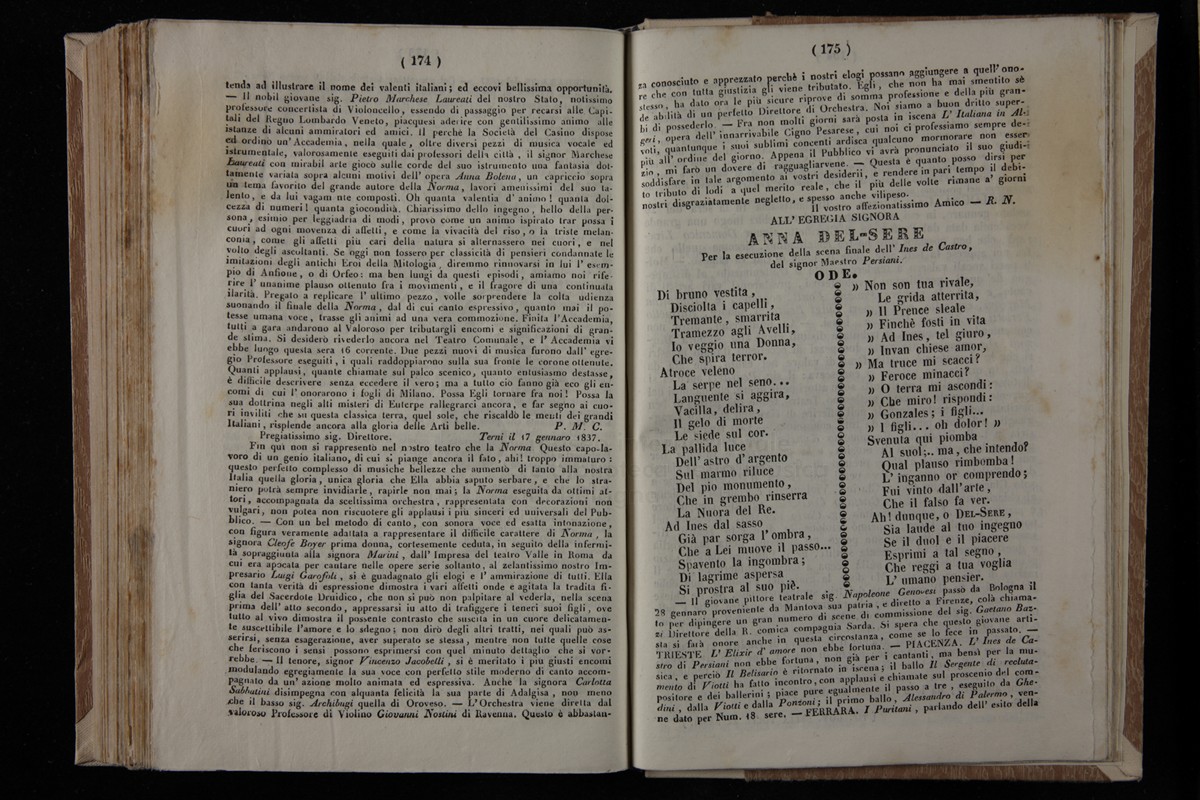 ( 174 )
tenda ad illustrare il nome dei valenti italiani; ed eccovi bellissima opportunità.
— Il nobil giovane sig. Pietro Marchese Laureati del nostro Stato, notissimo
professore concertista di Violoncello, essendo di passaggio per recarsi alle Capi-
tali del Regno Lombardo Veneto, piacquesi aderire con gentilissimo animo alle
istanze di alcuni ammiratori ed amici. Il perchè la Società del Casino dispose
ed ordinò un'Accademia, nella quale, oltre diversi pezzi di musica vocale ed
istrumentale, valorosamente eseguiti dai professori della città, il signor Marchese
Laureati con mirabil arte giocò sulle corde del suo istrumento una fantasia dot-
tamente variata sopra alcuni motivi dell' opera Anna Bolena, un capriccio sopra
un tema favorito del grande autore della Norma, lavori amenissimi del suo ta-
lento, e da lui vagam nte composti. Oh quanta valentia d' animo! quanta dol-
cezza di numeri! quanta giocondità. Chiarissimo dello ingegno, bello della per-
sona, esimio per leggiadria di modi, provò come un animo ispirato trar possa i
cuori ad ogni movenza di affetti, e come la vivacità del riso, o la triste melan-
conia, come gli affetti più cari della natura si alternassero nei cuori, e nel
volto degli ascoltanti. Se oggi non fossero per classicità di pensieri condannate le
imitazioni degli antichi Eroi della Mitologia, diremmo rinnovarsi in lui l' esem-
pio di Anfione, o di Orfeo: ma ben lungi da questi episodi, amiamo noi rife-
rire l' unanime plauso ottenuto fra i movimenti, e il fragore di una continuata
ilarità. Pregato a replicare l' ultimo pezzo, volle sorprendere la colta udienza
suonando il finale della Norma, dal di cui canto espressivo, quanto mai il po-
tesse umana voce, trasse gli animi ad una vera commozione. Finita l'Accademia,
tutti a gara andarono al Valoroso per tributargli encomi e significazioni di gran-
de stima. Si desiderò rivederlo ancora nel Teatro Comunale, e l' Accademia vi
ebbe luogo questa sera 16 corrente. Due pezzi nuovi di musica furono dall' egre-
gio Professore eseguiti, i quali raddoppiarono sulla sua fronte le corone ottenute.
Quanti applausi, quante chiamate sul palco scenico, quanto entusiasmo destasse,
è difficile descrivere senza eccedere il vero; ma a tutto ciò fanno già eco gli en-
comi di cui l' onorarono i fogli di Milano. Possa Egli tornare fra noi! Possa la
sua dottrina negli alti misteri di Euterpe rallegrarci ancora, e far segno ai cuo-
ri inviliti che su questa classica terra, quel sole, che riscaldò le menti dei grandi
Italiani, risplende ancora alla gloria delle Arti belle. P. M. C.
Pregiatissimo sig. Direttore. Terni il 17 gennaro 1837.
Fin quì non si rappresentò nel nostro teatro che la Norma. Questo capo-la-
voro di un genio italiano, di cui si piange ancora il fato, ahi! troppo immaturo:
questo perfetto complesso di musiche bellezze che aumentò di tanto alla nostra
Italia quella gloria, unica gloria che Ella abbia saputo serbare, e che lo stra-
niero potrà sempre invidiarle, rapirle non mai; la Norma eseguita da ottimi at-
tori, accompagnata da sceltissima orchestra, rappresentata con decorazioni non
vulgari, non potea non riscuotere gli applausi i più sinceri ed universali del Pub-
blico. — Con un bel metodo di canto, con sonora voce ed esatta intonazione,
con figura veramente adattata a rappresentare il difficile carattere di Norma, la
signora Cleofe Boyer prima donna, cortesemente ceduta, in seguito della infermi-
tà sopraggiunta alla signora Marini, dall' Impresa del teatro Valle in Roma da
cui era apocata per cantare nelle opere serie soltanto, al zelantissimo nostro Im-
presario Luigi Garofoli, si è guadagnato gli elogi e l' ammirazione di tutti. Ella
con tanta verità di espressione dimostra i vari affetti onde è agitata la tradita fi-
glia del Sacerdote Druidico, che non si può non palpitare al vederla, nella scena
prima dell' atto secondo, appressarsi in atto di trafiggere i teneri suoi figli, ove
tutto al vivo dimostra il possente contrasto che suscita in un cuore delicatamen-
te suscettibile l'amore e lo sdegno; non dirò degli altri tratti, nei quali può as-
serirsi, senza esagerazione, aver superato se stessa, mentre non tutte quelle cose
che feriscono i sensi possono esprimersi con quel minuto dettaglio che si vor-
rebbe. — Il tenore, signor Vincenzo Jacobelli, si è meritato i più giusti encomi
modulando egregiamente la sua voce con perfetto stile moderno di canto accom-
pagnato da un' azione molto animata ed espressiva. Anche la signora Carlotta
Sabbatini disimpegna con alquanta felicità la sua parte di Adalgisa, non meno
che il basso sig. Archibugi quella di Oroveso. — L'Orchestra viene diretta dal
valoroso Professore di Violino Giovanni Nostini di Ravenna. Questo è abbastan-
( 175 )
za conosciuto e apprezzato perchè i nostri elogi possano aggiungere a quell' ono-
re che con tutta giustizia gli viene tributato. Egli, che non ha mai smentito sè
stesso, ha dato ora le più sicure riprove di somma professione e della più gran-
de abilità di un perfetto Direttore di Orchestra. Noi siamo a buon dritto super-
bi di possederlo. — Fra non molti giorni sarà posta in iscena L' Italiana in Al-
geri, opera dell' innarrivabile Cigno Pesarese, cui noi ci professiamo sempre de-
voti, quantunque i suoi sublimi concenti ardisca qualcuno mormorare non esser
più all' ordine del giorno. Appena il Pubblico vi avrà pronunciato il suo giudi-
zio, mi farò un dovere di ragguagliarvene. — Questa è quanto posso dirvi per
soddisfare in tale argomento ai vostri desiderii, e rendere in pari tempo il debi-
to tributo di lodi a quel merito reale, che il più delle volte rimane a' giorni
nostri disgraziatamente negletto, e spesso anche vilipeso.
Il vostro affezionatissimo Amico — R. N.
ALL' EGREGIA SIGNORA
ANNA DEL-SERE
Per la esecuzione della scena finale dell' Ines de Castro,
del signor Maestro Persiani.
ODE.
Di bruno vestita,
Disciolta i capelli,
Tremante, smarrita
Tramezzo agli Avelli,
Io veggio una Donna,
Che spira terror.
Atroce veleno
La serpe nel seno...
Languente si aggira,
Vacilla, delira,
Il gelo di morte
Le siede sul cor.
La pallida luce
Dell' astro d' argento
Sul marmo riluce
Del pio monumento,
Che in grembo rinserra
La Nuora del Re.
Ad Ines dal sasso
Già par sorga l' ombra,
Che a Lei muove il passo...
Spavento la ingombra;
Di lagrime aspersa
Si prostra al suo piè.
» Non son tua rivale,
Le grida atterrita,
» Il Prence sleale
» Finchè fosti in vita
» Ad Ines, tel giuro,
» Invan chiese amor,
» Ma truce mi scacci?
» Feroce minacci?
» O terra mi ascondi:
» Che miro! rispondi:
» Gonzales; i figli...
» I figli... oh dolor! »
Svenuta qui piomba
Al suol;.. ma, che intendo?
Qual plauso rimbomba!
L' inganno or comprendo;
Fui vinto dall'arte,
Che il falso fa ver.
Ah! dunque, o DEL-SERE,
Sia laude al tuo ingegno
Se il duol e il piacere
Esprimi a tal segno,
Che reggi a tua voglia
L' umano pensier.
— Il giovane pittore teatrale sig Napoleone Genovesi passò da Bologna il
28 gennaro proveniente da Mantova sua patria, e diretto a Firenze, colà chiama-
to per dipingere un gran numero di scene di commissione del sig. Gaetano Baz-
zi Direttore della R. comica compagnia Sarda. Si spera che questo giovane arti-
sta si farà onore anche in questa circostanza, come se lo fece in passato. —
TRIESTE L' Elixir d' amore non ebbe fortuna. — PIACENZA. L' Ines de Ca-
stro di Persiani non ebbe fortuna, non già per i cantanti, ma bensì per la mu-
sica, e perciò Il Belisario è ritornato in iscena; il ballo Il Sergente di recluta-
mento di Viotti ha fatto incontro, con applausi e chiamate sul proscenio del com-
positore e dei ballerini; piace pure egualmente il passo a tre, eseguito da Ghe-
dini, dalla Viotti e dalla Ponzoni; il primo ballo, Alessandro di Palermo, ven-
ne dato per Num. 18. sere. — FERRARA. I Puritani, parlando dell' esito della